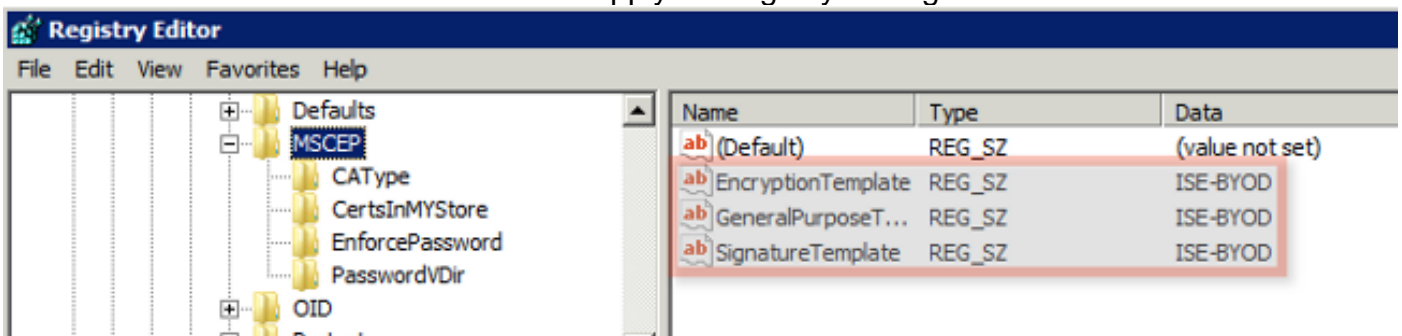 Registry Editor
File Edit View Favorites Help
Defaults
MSCEP
CAType
CertsInMYStore
EnforcePassword
PasswordVDir
OID
Name Type Data
(Default) REG_SZ (value not set)
EncryptionTemplate REG_SZ ISE-BYOD
GeneralPurposeT... REG_SZ ISE-BYOD
SignatureTemplate REG_SZ ISE-BYOD